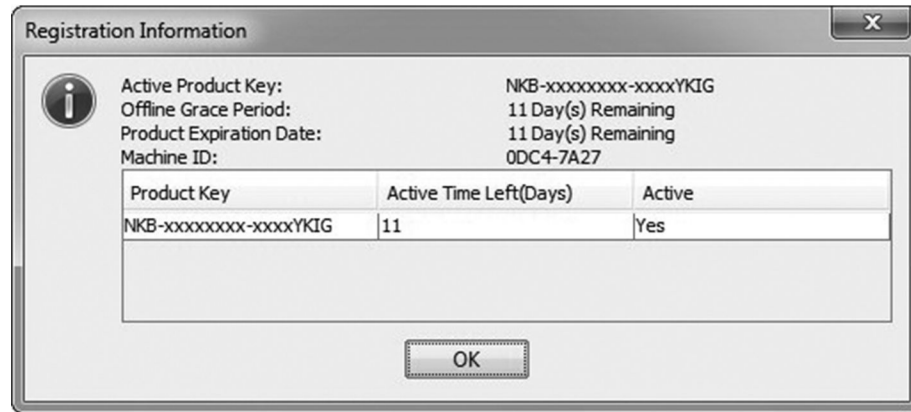 Registration Information
Active Product Key: NKB-xxxxxxxx-xxxxYKIG
Offline Grace Period: 11 Day(s) Remaining
Product Expiration Date: 11 Day(s) Remaining
Machine ID: 0DC4-7A27
Product Key Active Time Left(Days) Active
NKB-xxxxxxxx-xxxxYKIG 11 Yes
OK